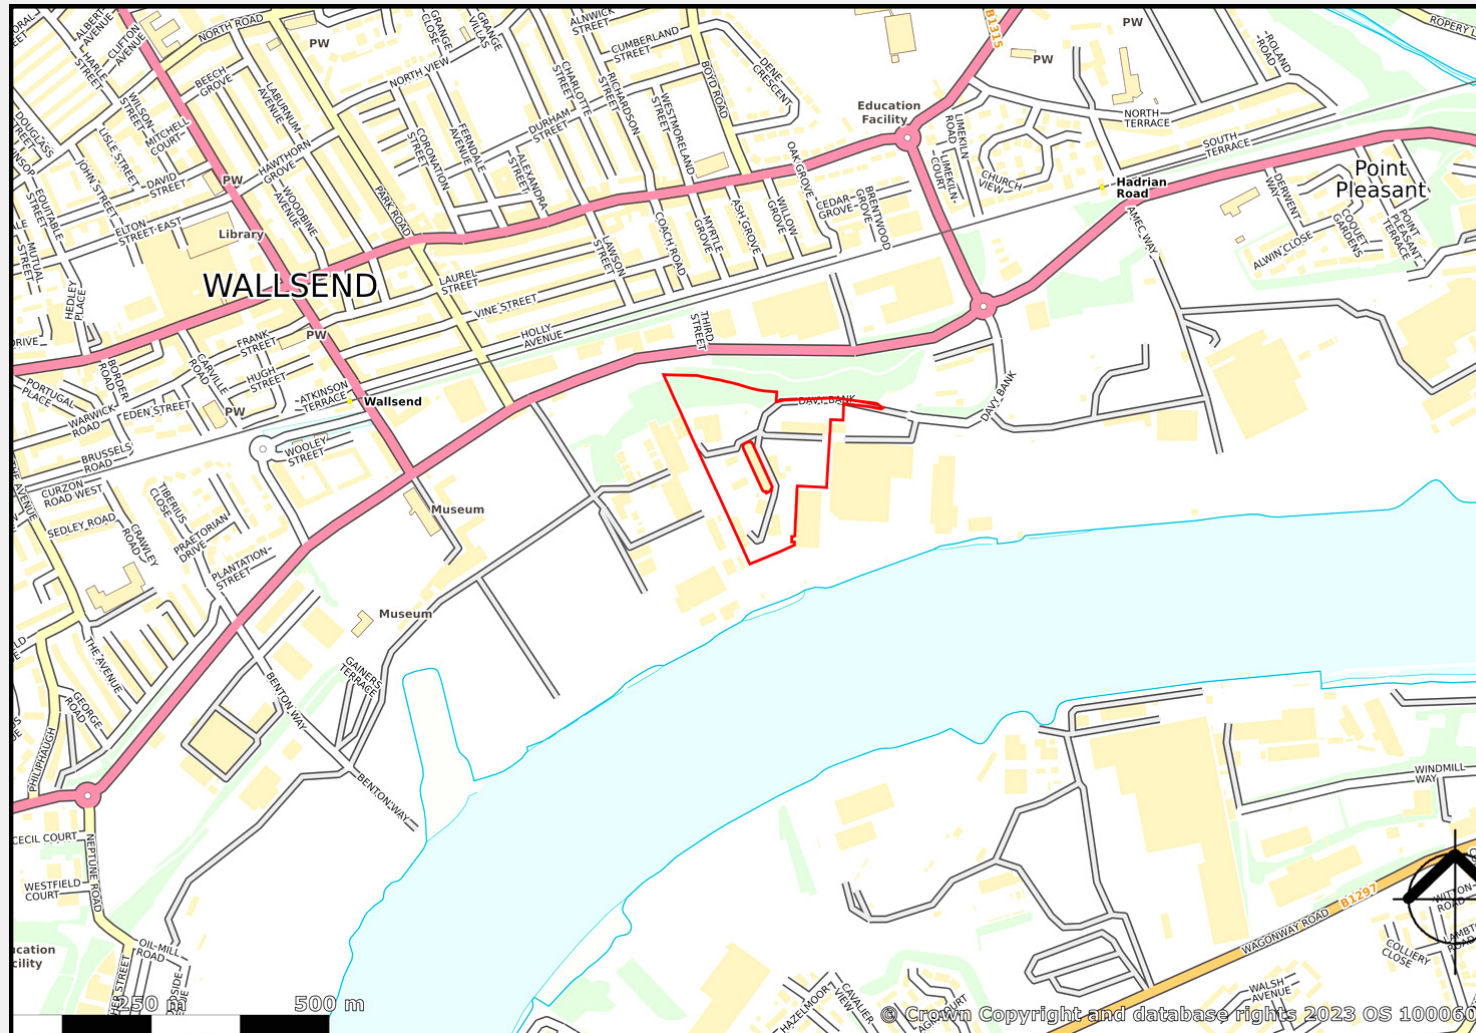 NORTH ROAD
PW
GRANGE
CLOSE
GRANGE
VILLAS
ALNWICK
STREET
CUMBERLAND
STREET
B1315
PW
ROLAND
ROAD
ALBERT
AVENUE
CLIFTON
AVENUE
HARLE
STREET
BEECH
GROVE
NORTH VIEW
CHARLOTTE
STREET
RICHARDSON
STREET
BOYD ROAD
DENE
CRESCENT
PW
WILSON
STREET
MITCHELL
COURT
LABURNUM
AVENUE
DURHAM
STREET
WESTMORELAND
STREET
Education
Facility
LIMEKILN
ROAD
NORTH
TERRACE
DOUGLASS
STREET
LISLE STREET
HAWTHORN
GROVE
CORONATION
STREET
FERNDALE
AVENUE
ALEXANDRA
STREET
OAK GROVE
LIMEKILN
COURT
SOUTH
TERRACE
JOHN STREET
DAVID
STREET
PW
WOODBINE
AVENUE
PARK ROAD
CEDAR
GROVE
BRENTWOOD
GROVE
CHURCH
VIEW
Hadrian
Road
Point
Pleasant
EQUITABLE
STREET
ELTON
STREET EAST
Library
LAWSON
STREET
COACH ROAD
MYRTLE
GROVE
ASH GROVE
WILLOW
GROVE
AMEC WAY
DERWENT
WAY
COQUET
GARDENS
POINT
PLEASANT
TERRACE
ALWIN CLOSE
MUTUAL
STREET
WALLSEND
HEDLEY
PLACE
LAUREL
STREET
VINE STREET
HOLLY
AVENUE
THIRD
STREET
PW
FRANK
STREET
CARVILLE
ROAD
HUGH
STREET
BORDER
ROAD
PORTUGAL
PLACE
WARWICK
ROAD
EDEN STREET
PW
ATKINSON
TERRACE
Wallsend
DAVY BANK
DAVY BANK
BRUSSELS
ROAD
WOOLEY
STREET
CURZON
ROAD WEST
SEDLEY ROAD
TIBERIUS
CLOSE
CRAWLEY
ROAD
PRAETORIAN
DRIVE
PLANTATION
STREET
Museum
Museum
THE AVENUE
GEORGE
ROAD
GAINERS
TERRACE
BENTON WAY
BENTON WAY
PHILIPHAUGH
CECIL COURT
NEPTUNE ROAD
WESTFIELD
COURT
OIL MILL
ROAD
WINDMILL
WAY
B1297
WAGONWAY ROAD
COLLIERY
CLOSE
WALSH
AVENUE
CAVALIER
VIEW
250 m
500 m
© Crown Copyright and database rights 2023 OS 100060